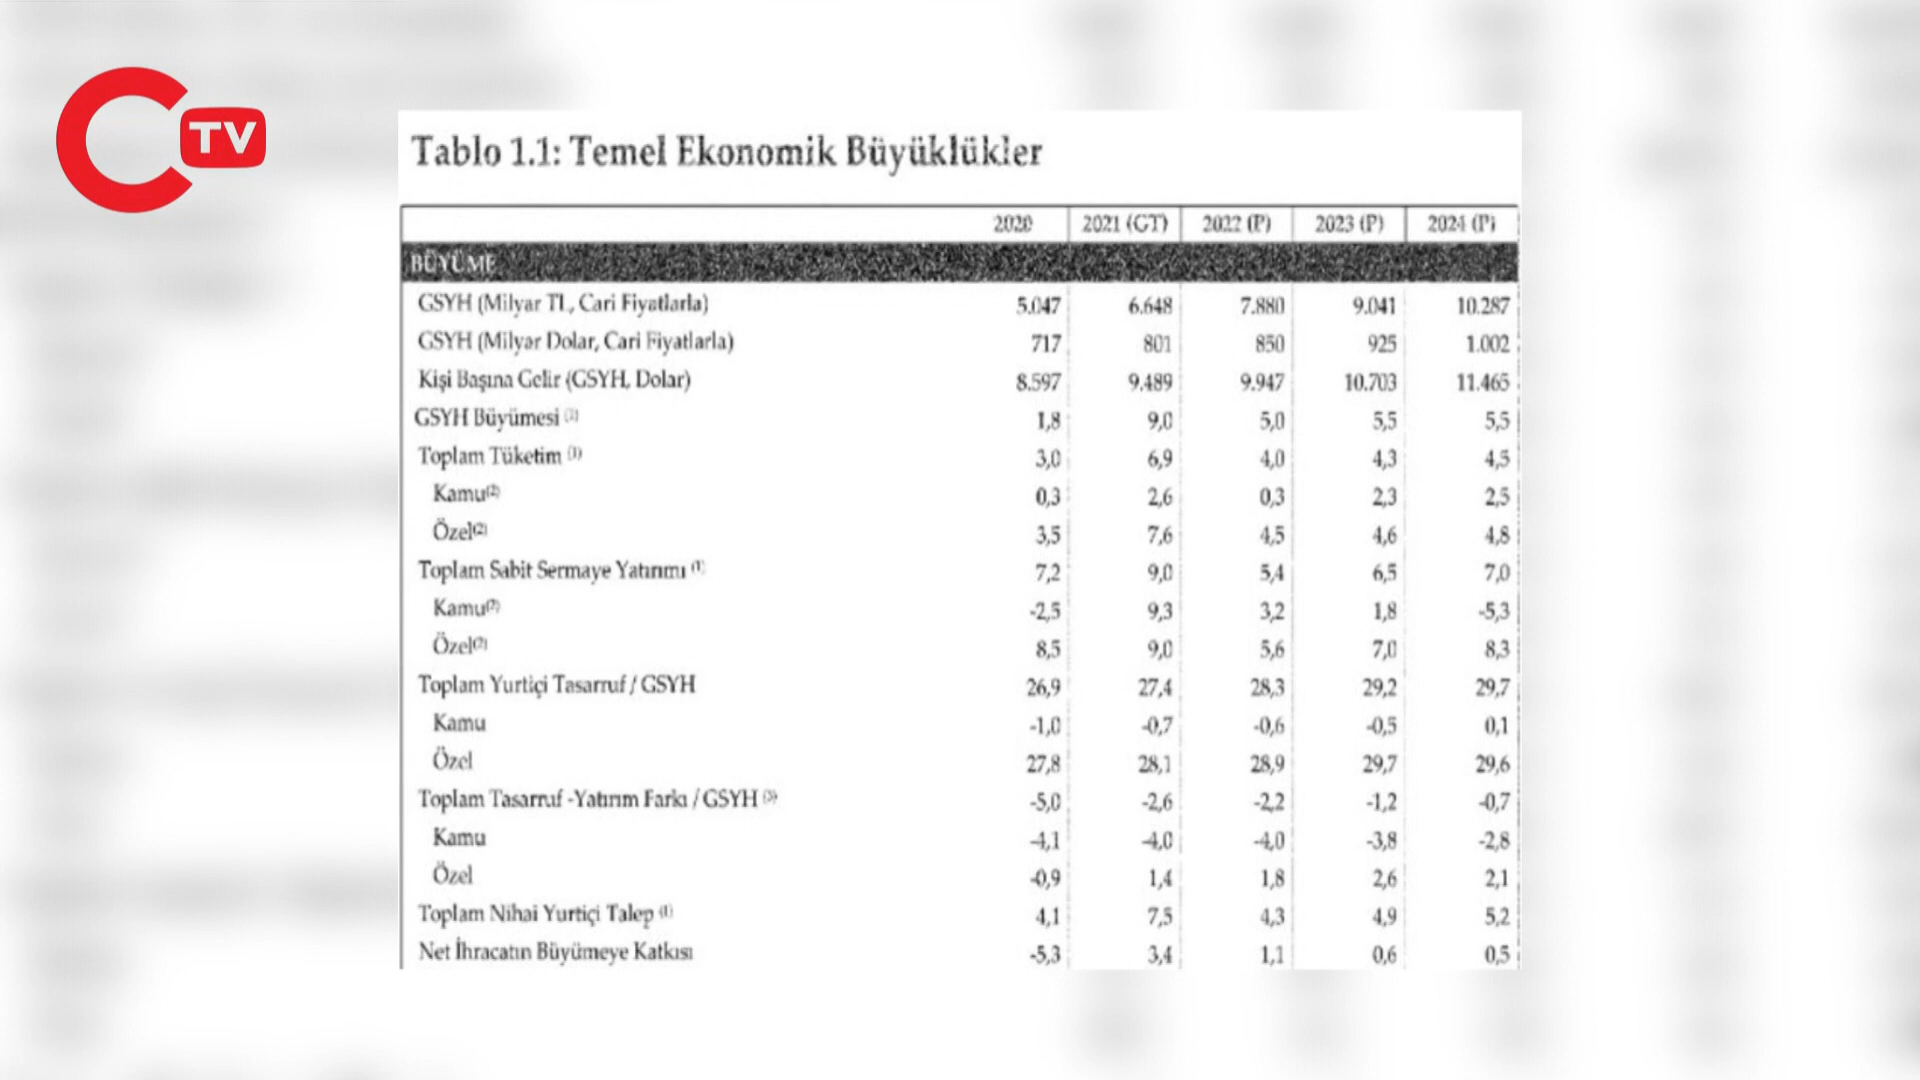 C TV
Tablo 1.1: Temel Ekonomik Büyüklükler
2020 2021 (GT) 2022 (P) 2023 (P) 2024 (P)
BÜYÜME
GSYH (Milyar TL, Cari Fiyatlarla) 5.047 6.648 7.880 9.041 10.287
GSYH (Milyar Dolar, Cari Fiyatlarla) 717 801 850 925 1.002
Kişi Başına Gelir (GSYH, Dolar) 8.597 9.489 9.947 10.703 11.465
GSYH Büyümesi (1) 1,8 9,0 5,0 5,5 5,5
Toplam Tüketim (1) 3,0 6,9 4,0 4,3 4,5
Kamu(2) 0,3 2,6 0,3 2,3 2,5
Özel(2) 3,5 7,6 4,5 4,6 4,8
Toplam Sabit Sermaye Yatırımı (1) 7,2 9,0 5,4 6,5 7,0
Kamu(2) -2,5 9,3 3,2 1,8 -5,3
Özel(2) 8,5 9,0 5,6 7,0 8,3
Toplam Yurtiçi Tasarruf / GSYH 26,9 27,4 28,3 29,2 29,7
Kamu -1,0 -0,7 -0,6 -0,5 0,1
Özel 27,8 28,1 28,9 29,7 29,6
Toplam Tasarruf -Yatırım Farkı / GSYH (3) -5,0 -2,6 -2,2 -1,2 -0,7
Kamu -4,1 -4,0 -4,0 -3,8 -2,8
Özel -0,9 1,4 1,8 2,6 2,1
Toplam Nihai Yurtiçi Talep (1) 4,1 7,5 4,3 4,9 5,2
Net İhracatın Büyümeye Katkısı -5,3 3,4 1,1 0,6 0,5